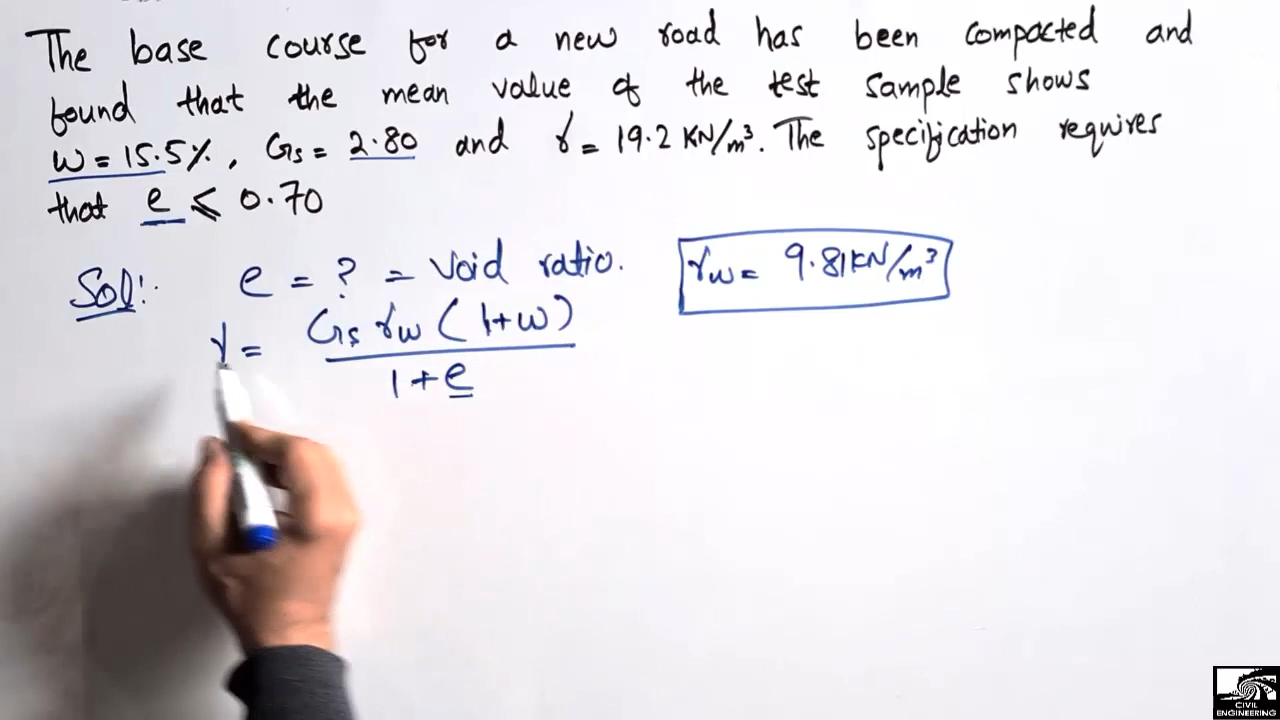 The base course for a new road has been compacted and
found that the mean value of the test sample shows
w = 15.5%, Gs = 2.80 and γ = 19.2 KN/m³. The specification requires
that e ⩽ 0.70
Sol:- e = ? = Void ratio. γw = 9.81KN/m³
γ = Gs γw (1+w)
1 + e
CIVIL
ENGINEERING